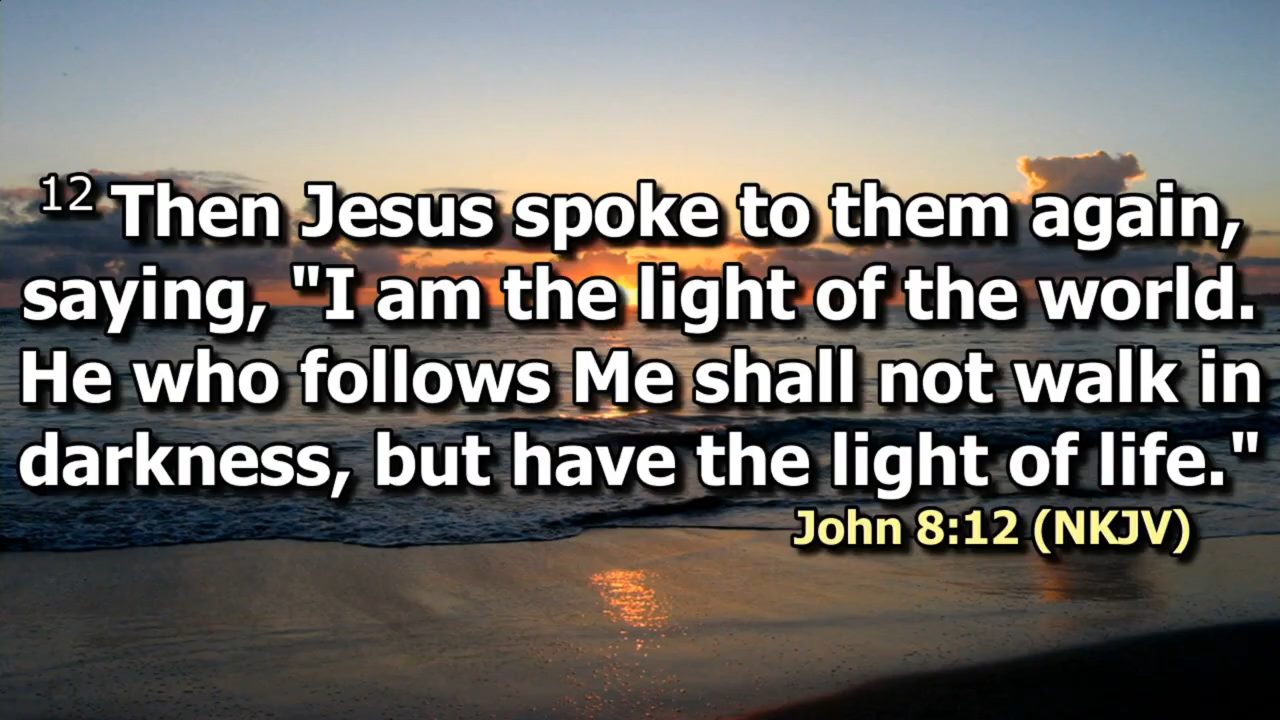 12 Then Jesus spoke to them again,
saying, "I am the light of the world.
He who follows Me shall not walk in
darkness, but have the light of life."
John 8:12 (NKJV)